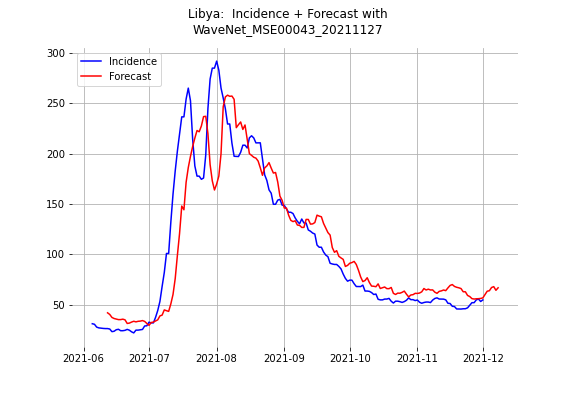 Libya:  Incidence + Forecast with
WaveNet_MSE00043_20211127
Incidence
Forecast
300
250
200
150
100
50
2021-06 2021-07 2021-08 2021-09 2021-10 2021-11 2021-12